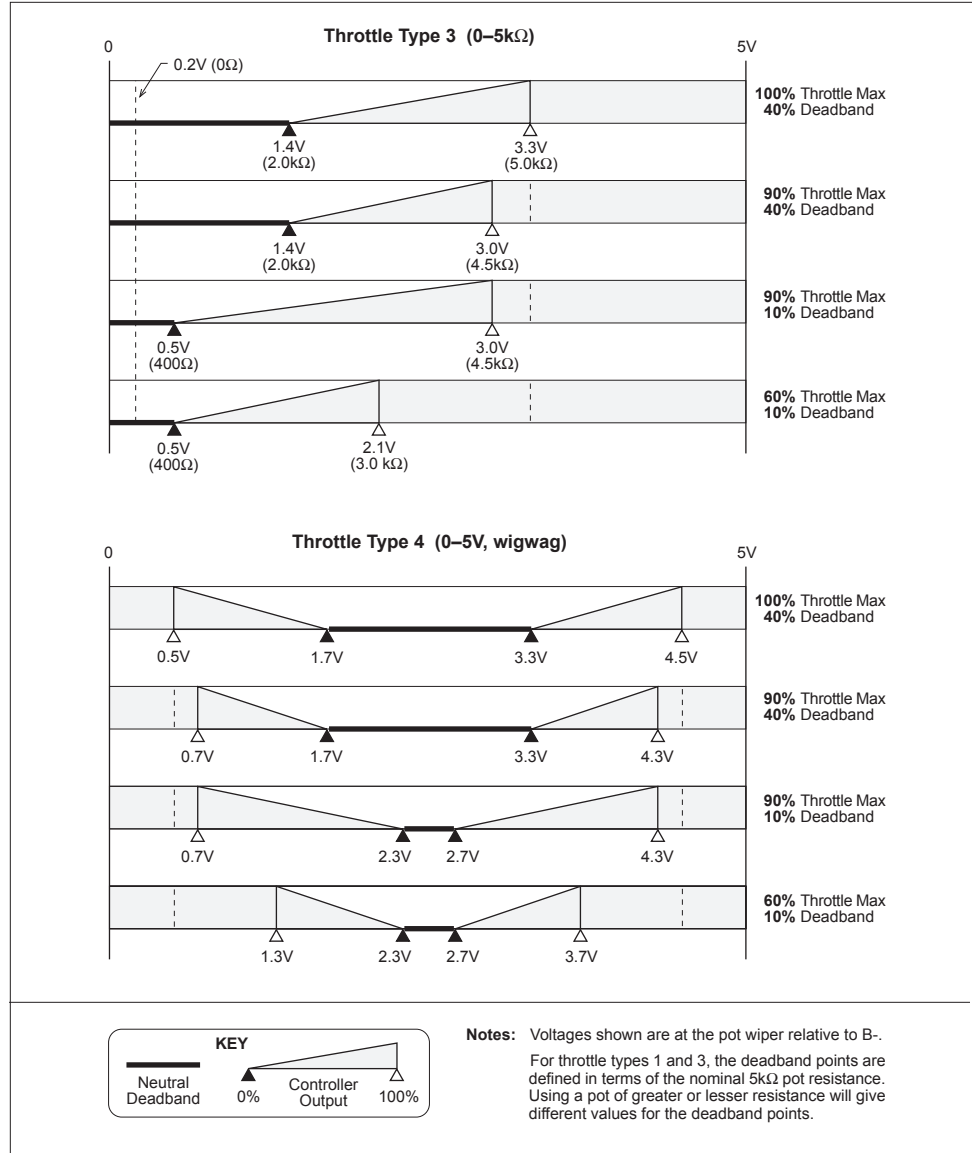 Throttle Type 3 (0–5kΩ)
0
5V
0.2V (0Ω)
100% Throttle Max
40% Deadband
1.4V
(2.0kΩ)
3.3V
(5.0kΩ)
90% Throttle Max
40% Deadband
1.4V
(2.0kΩ)
3.0V
(4.5kΩ)
90% Throttle Max
10% Deadband
0.5V
(400Ω)
3.0V
(4.5kΩ)
60% Throttle Max
10% Deadband
0.5V
(400Ω)
2.1V
(3.0 kΩ)
Throttle Type 4 (0–5V, wigwag)
0
5V
100% Throttle Max
40% Deadband
0.5V 1.7V 3.3V 4.5V
90% Throttle Max
40% Deadband
0.7V 1.7V 3.3V 4.3V
90% Throttle Max
10% Deadband
0.7V 2.3V 2.7V 4.3V
60% Throttle Max
10% Deadband
1.3V 2.3V 2.7V 3.7V
KEY
Neutral
Deadband
0%
Controller
Output
100%
Notes: Voltages shown are at the pot wiper relative to B-.
For throttle types 1 and 3, the deadband points are
defined in terms of the nominal 5kΩ pot resistance.
Using a pot of greater or lesser resistance will give
different values for the deadband points.